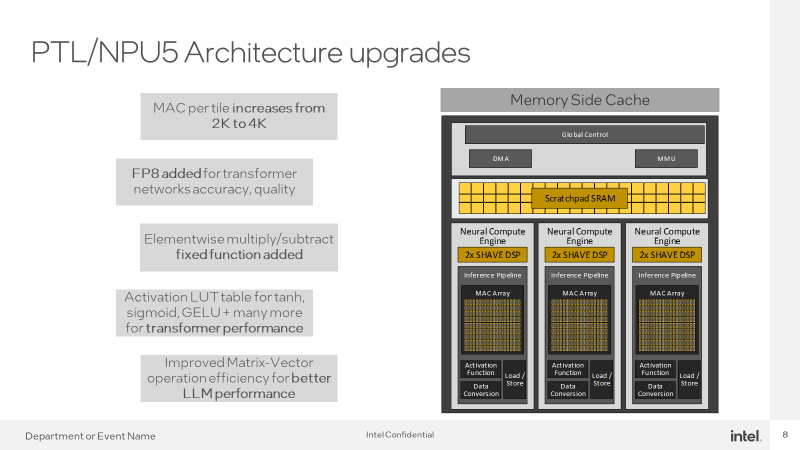 PTL/NPU5 Architecture upgrades
MAC per tile increases from
2K to 4K
FP8 added for transformer
networks accuracy, quality
Elementwise multiply/subtract
fixed function added
Activation LUT table for tanh,
sigmoid, GELU + many more
for transformer performance
Improved Matrix-Vector
operation efficiency for better
LLM performance
Memory Side Cache
Global Control
DMA
MMU
Scratchpad SRAM
Neural Compute
Engine
2x SHAVE DSP
Inference Pipeline
MAC Array
Activation
Function
Data
Conversion
Load /
Store
Neural Compute
Engine
2x SHAVE DSP
Inference Pipeline
MAC Array
Activation
Function
Data
Conversion
Load /
Store
Neural Compute
Engine
2x SHAVE DSP
Inference Pipeline
MAC Array
Activation
Function
Data
Conversion
Load /
Store
Department or Event Name
Intel Confidential
intel.
8